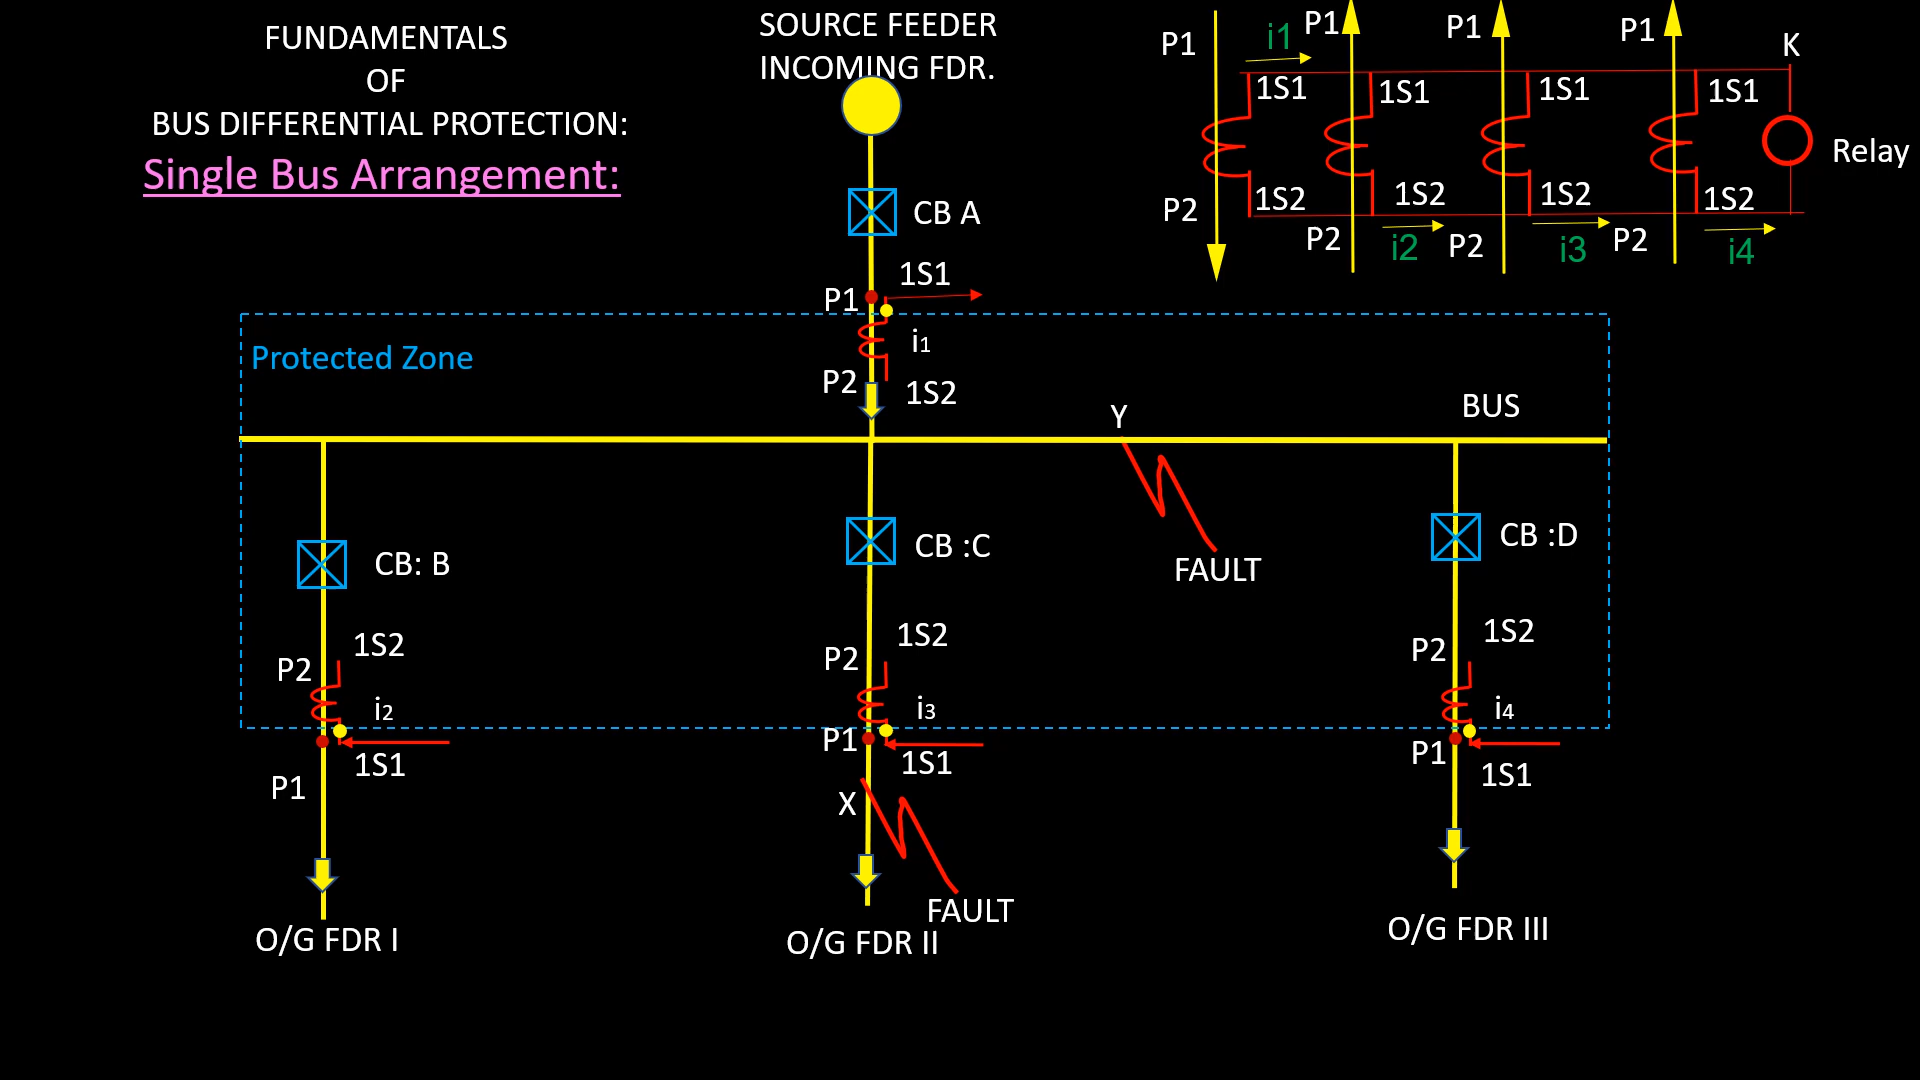 FUNDAMENTALS
OF
BUS DIFFERENTIAL PROTECTION:
Single Bus Arrangement:
SOURCE FEEDER
INCOMING FDR.
P1
i1
P1
P1
P1
K
1S1
1S1
1S1
1S1
Relay
P2
1S2
1S2
1S2
1S2
P2
i2
P2
i3
P2
i4
CB A
1S1
P1
i1
P2
1S2
Protected Zone
Y
BUS
CB: B
CB :C
FAULT
CB :D
1S2
P2
i2
1S1
P1
1S2
P2
i3
P1
1S1
X
FAULT
1S2
P2
i4
P1
1S1
O/G FDR I
O/G FDR II
O/G FDR III